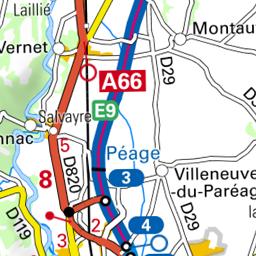 Laillié
Vernet
Montau
A66
D29
E9
Salvayre
nnac
5
Péage
D820
8
3
Villeneuve
-du-Paréag
la
D119
2
4
D29
3